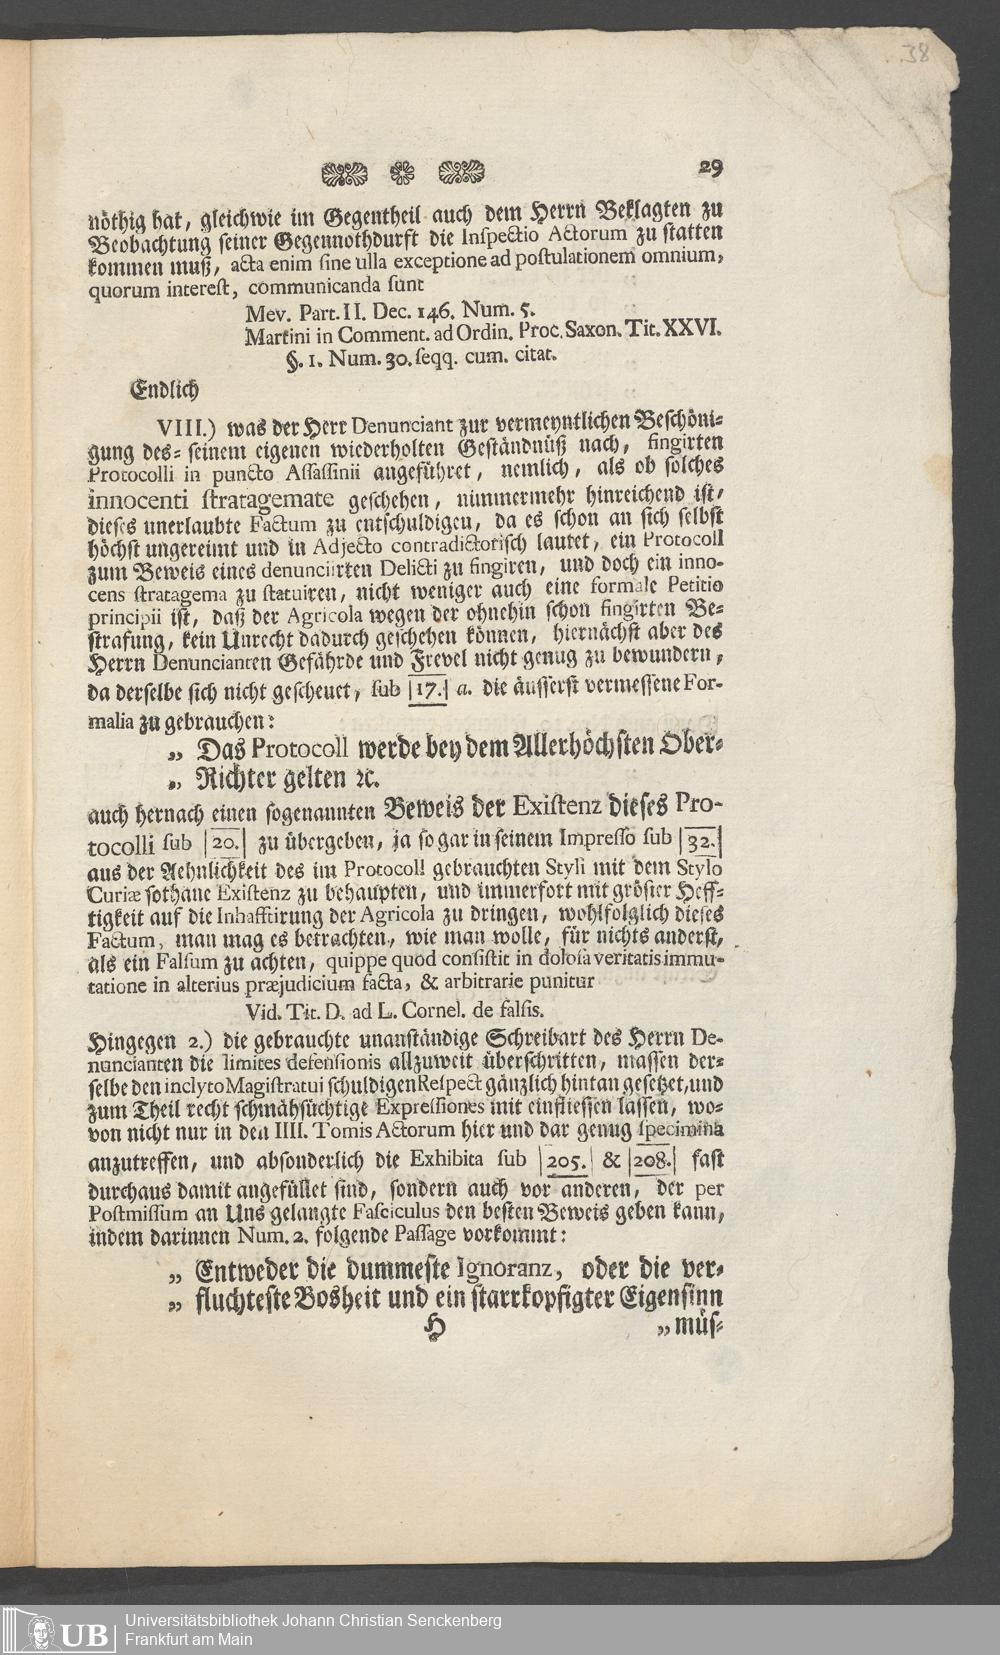 38
29
nöthig hat, gleichwie im Gegentheil auch dem Herrn Beklagten zu
Beobachtung seiner Gegennothdurft die Inspectio Actorum zu statten
kommen muß, acta enim sine ulla exceptione ad postulationem omnium,
quorum interest, communicanda sunt
Mev. Part. II. Dec. 146. Num. 5.
Martini in Comment. ad Ordin. Proc. Saxon. Tit. XXVI.
§. 1. Num. 30. seqq. cum. citat.
Endlich
VIII.) was der Herr Denunciant zur vermeyntlichen Beschöni-
gung des- seinem eigenen wiederholten Geständnüß nach, fingirten
Protocolli in puncto Assassinii angeführet, nemlich, als ob solches
innocenti stratagemate geschehen, nimmermehr hinreichend ist,
dieses unerlaubte Factum zu entschuldigen, da es schon an sich selbst
höchst ungereimt und in Adjecto contradictorisch lautet, ein Protocoll
zum Beweis eines denunciirten Delicti zu fingiren, und doch ein inno-
cens stratagema zu statuiren, nicht weniger auch eine formale Petitio
principii ist, daß der Agricola wegen der ohnehin schon fingirten Be-
strafung, kein Unrecht dadurch geschehen können, hiernächst aber des
Herrn Denuncianten Gefährde und Frevel nicht genug zu bewundern,
da derselbe sich nicht gescheuet, sub |17.| a. die äusserst vermessene For-
malia zu gebrauchen:
„ Das Protocoll werde bey dem Allerhöchsten Ober-
„ Richter gelten ꝛc.
auch hernach einen sogenannten Beweis der Existenz dieses Pro-
tocolli sub |20.| zu übergeben, ja so gar in seinem Impresso sub |32.|
aus der Aehnlichkeit des im Protocoll gebrauchten Styli mit dem Stylo
Curiæ sothane Existenz zu behaupten, und immerfort mit gröster Heff-
tigkeit auf die Inhafftirung der Agricola zu dringen, wohlfolglich dieses
Factum, man mag es betrachten, wie man wolle, für nichts anderst,
als ein Falsum zu achten, quippe quod consistit in dolosa veritatis immu-
tatione in alterius præjudicium facta, & arbitrarie punitur
Vid. Tit. D. ad L. Cornel. de falsis.
Hingegen 2.) die gebrauchte unanständige Schreibart des Herrn De-
nuncianten die limites defensionis allzuweit überschritten, massen der-
selbe den inclyto Magistratui schuldigen Respect gänzlich hintan gesetzet, und
zum Theil recht schmähsüchtige Expressiones mit einfliessen lassen, wo-
von nicht nur in den IIII. Tomis Actorum hier und dar genug specimina
anzutreffen, und absonderlich die Exhibita sub |205.| & |208.| fast
durchaus damit angefüllet sind, sondern auch vor anderen, der per
Postmissum an Uns gelangte Fasciculus den besten Beweis geben kann,
indem darinnen Num. 2. folgende Passage vorkommt:
„ Entweder die dummeste Ignoranz, oder die ver-
„ fluchteste Bosheit und ein starrkopfigter Eigensinn
H „müs-
UB
Universitätsbibliothek Johann Christian Senckenberg
Frankfurt am Main